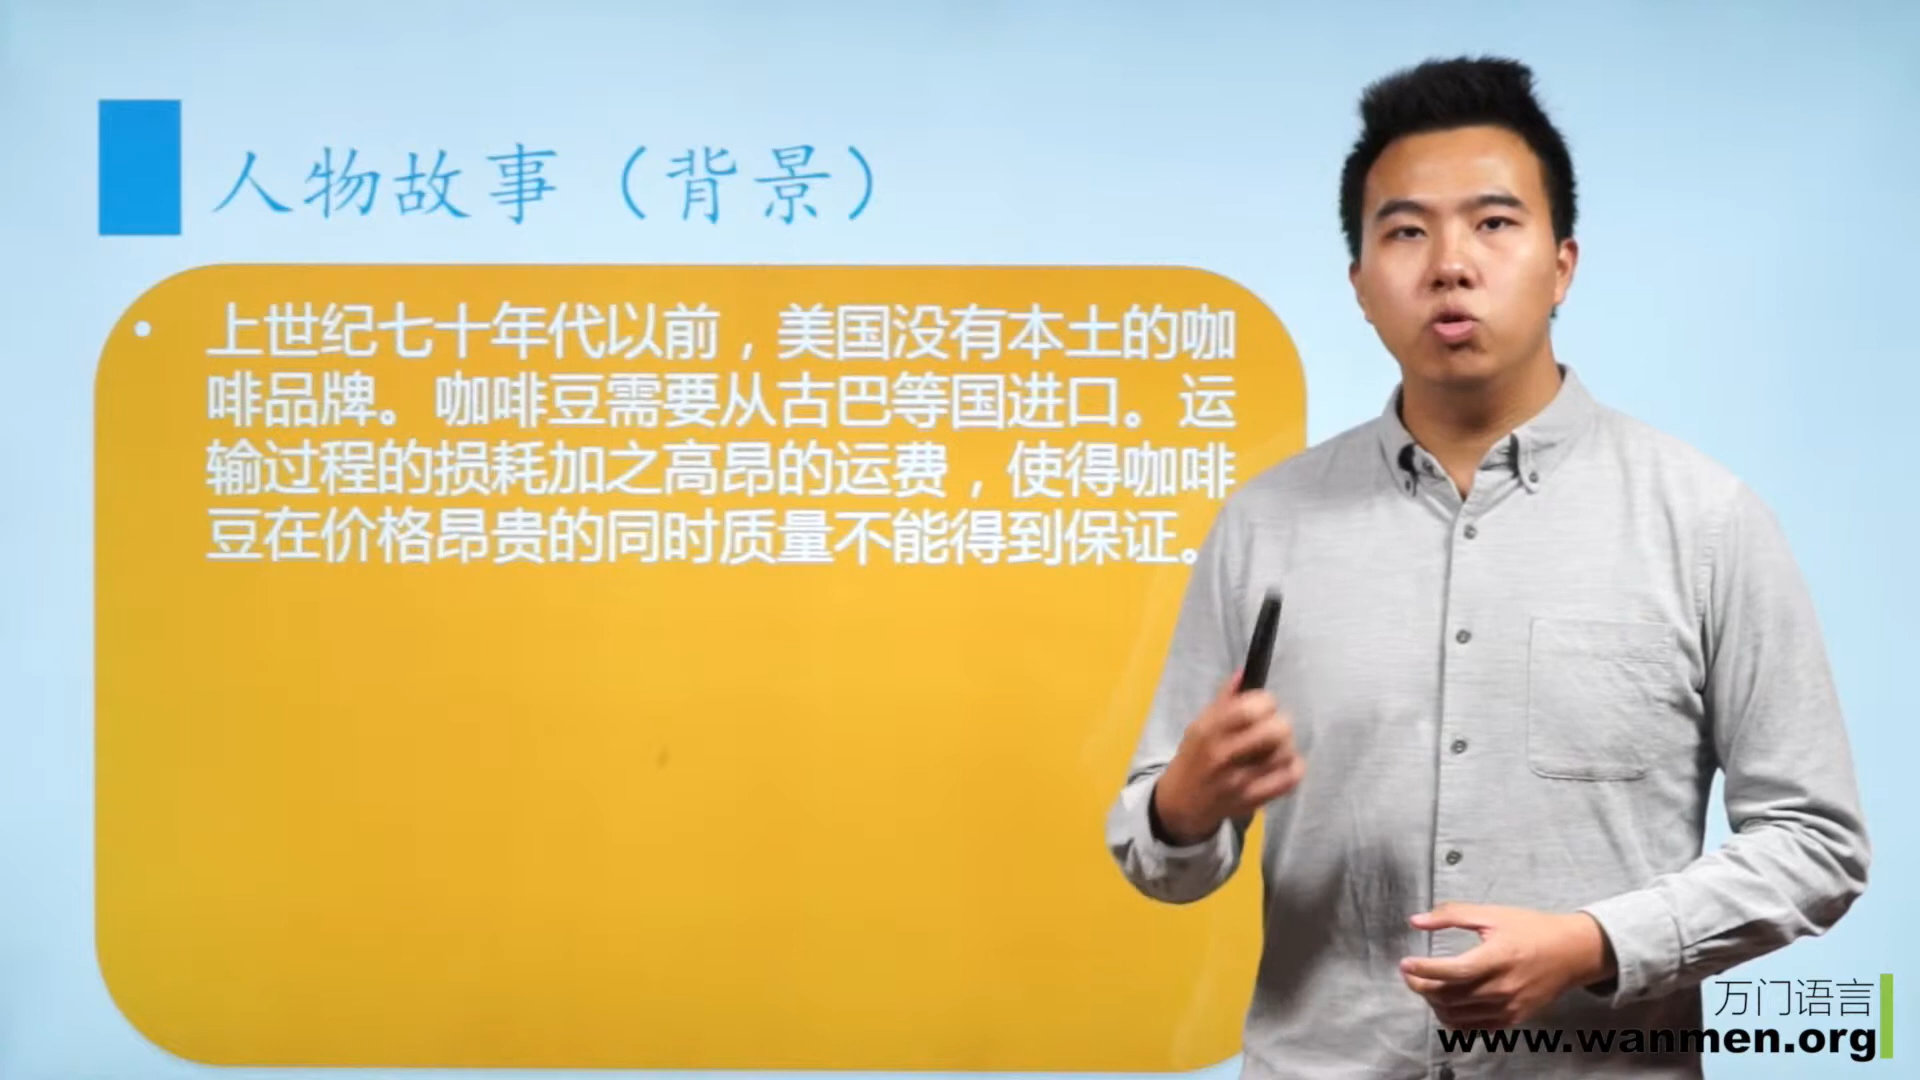 人物故事（背景）
• 上世纪七十年代以前，美国没有本土的咖
啡品牌。咖啡豆需要从古巴等国进口。运
输过程的损耗加之高昂的运费，使得咖啡
豆在价格昂贵的同时质量不能得到保证。
万门语言
www.wanmen.org